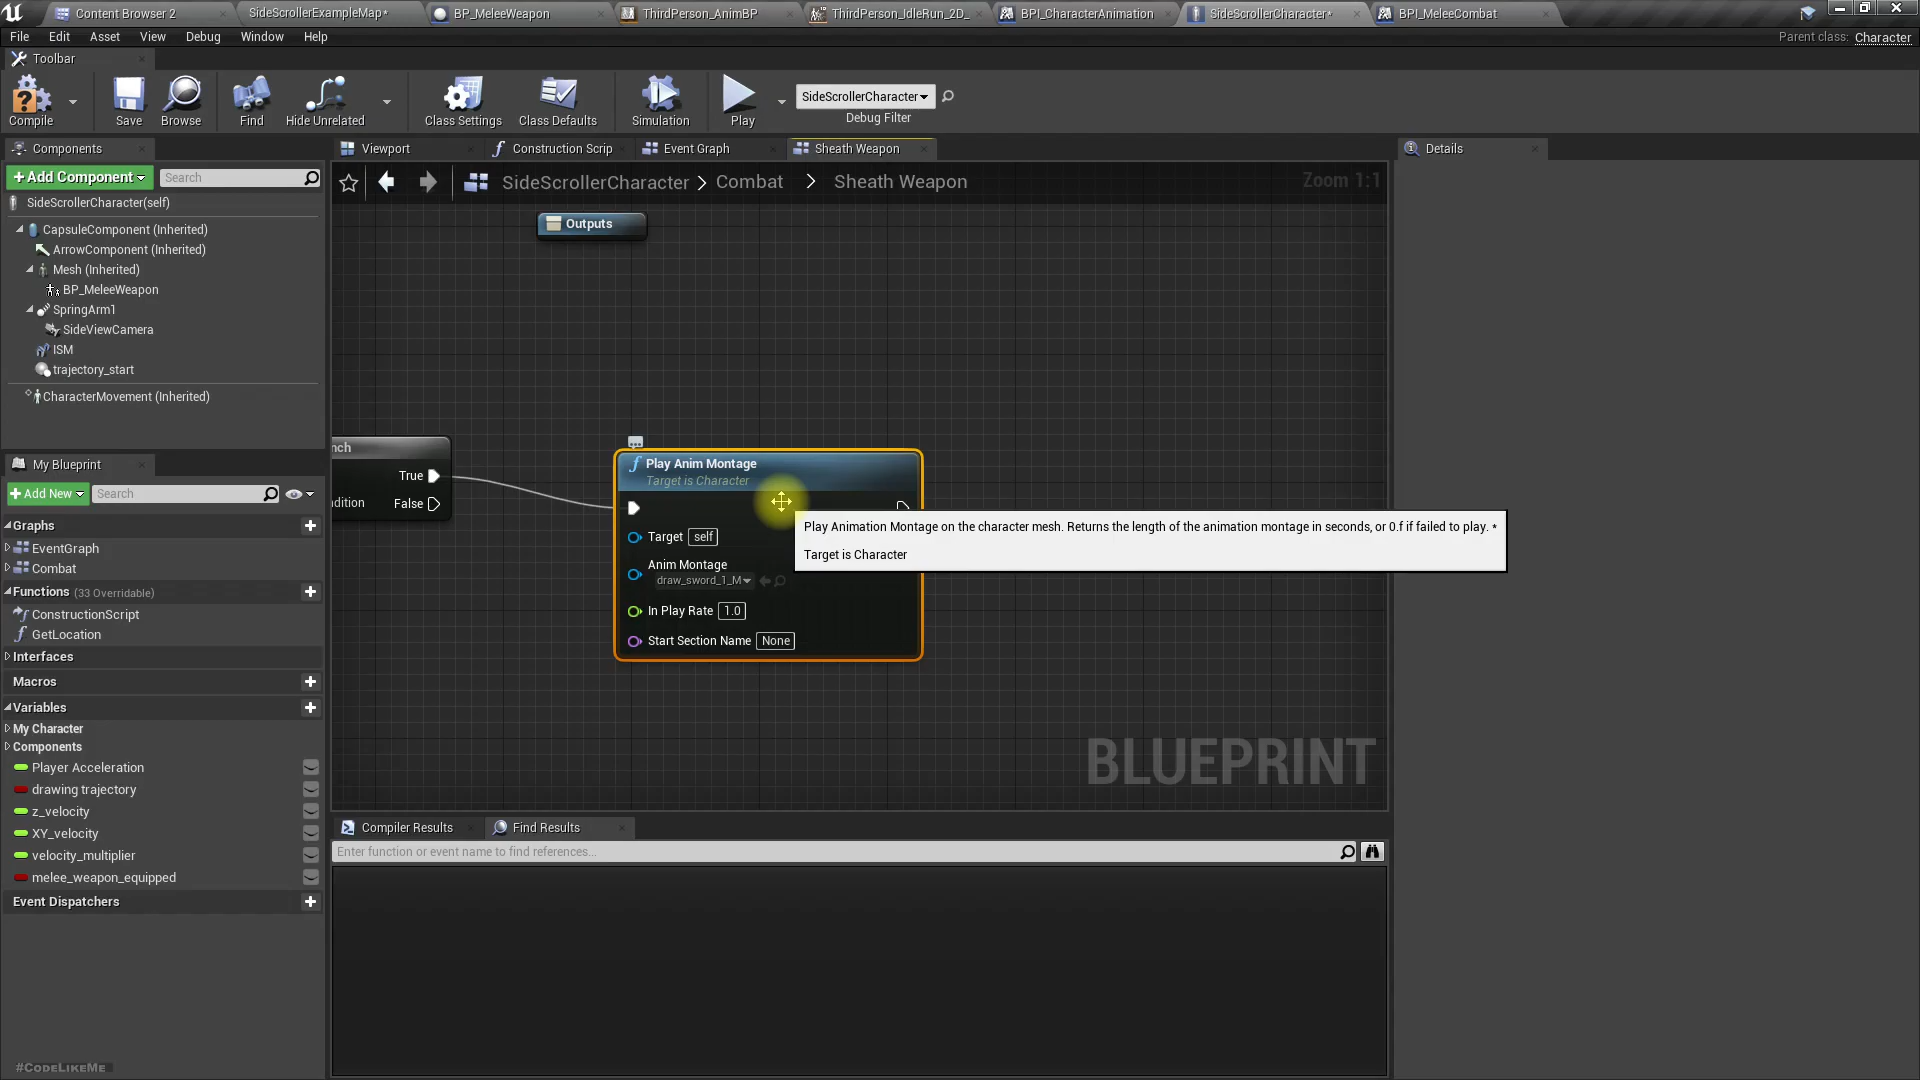 Content Browser 2
SideScrollerExampleMap*
BP_MeleeWeapon
ThirdPerson_AnimBP
ThirdPerson_IdleRun_2D_
BPI_CharacterAnimation
SideScrollerCharacter*
BPI_MeleeCombat
File Edit Asset View Debug Window Help
Parent class: Character
Toolbar
Compile
Save
Browse
Find
Hide Unrelated
Class Settings
Class Defaults
Simulation
Play
SideScrollerCharacter
Debug Filter
Components
+Add Component
Search
SideScrollerCharacter(self)
CapsuleComponent (Inherited)
ArrowComponent (Inherited)
Mesh (Inherited)
BP_MeleeWeapon
SpringArm1
SideViewCamera
ISM
trajectory_start
CharacterMovement (Inherited)
My Blueprint
+Add New
Search
Graphs
EventGraph
Combat
Functions (33 Overridable)
ConstructionScript
GetLocation
Interfaces
Macros
Variables
My Character
Components
Player Acceleration
drawing trajectory
z_velocity
XY_velocity
velocity_multiplier
melee_weapon_equipped
Event Dispatchers
#CodeLikeMe
Viewport
Construction Scrip
Event Graph
Sheath Weapon
SideScrollerCharacter > Combat > Sheath Weapon
Zoom 1:1
Outputs
nch
True
dition
False
Play Anim Montage
Target is Character
Target self
Anim Montage
draw_sword_1_M
In Play Rate 1.0
Start Section Name None
Play Animation Montage on the character mesh. Returns the length of the animation montage in seconds, or 0.f if failed to play. *
Target is Character
BLUEPRINT
Compiler Results
Find Results
Enter function or event name to find references...
Details